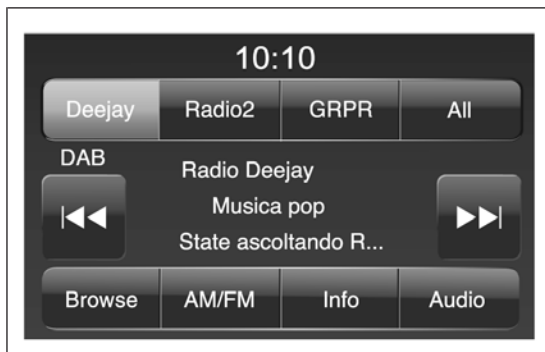 10:10
Deejay Radio2 GRPR All
DAB
Radio Deejay
Musica pop
State ascoltando R...
Browse AM/FM Info Audio